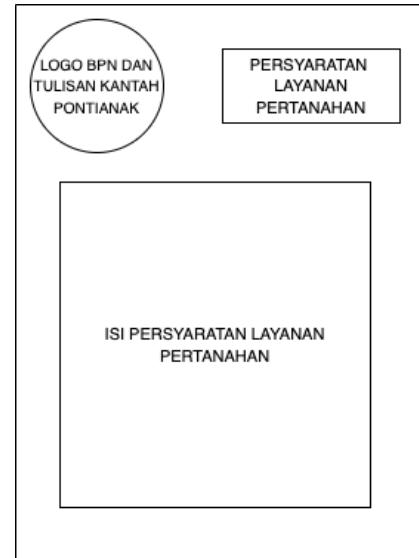 LOGO BPN DAN
TULISAN KANTAH
PONTIANAK
PERSYARATAN
LAYANAN
PERTANAHAN
ISI PERSYARATAN LAYANAN
PERTANAHAN